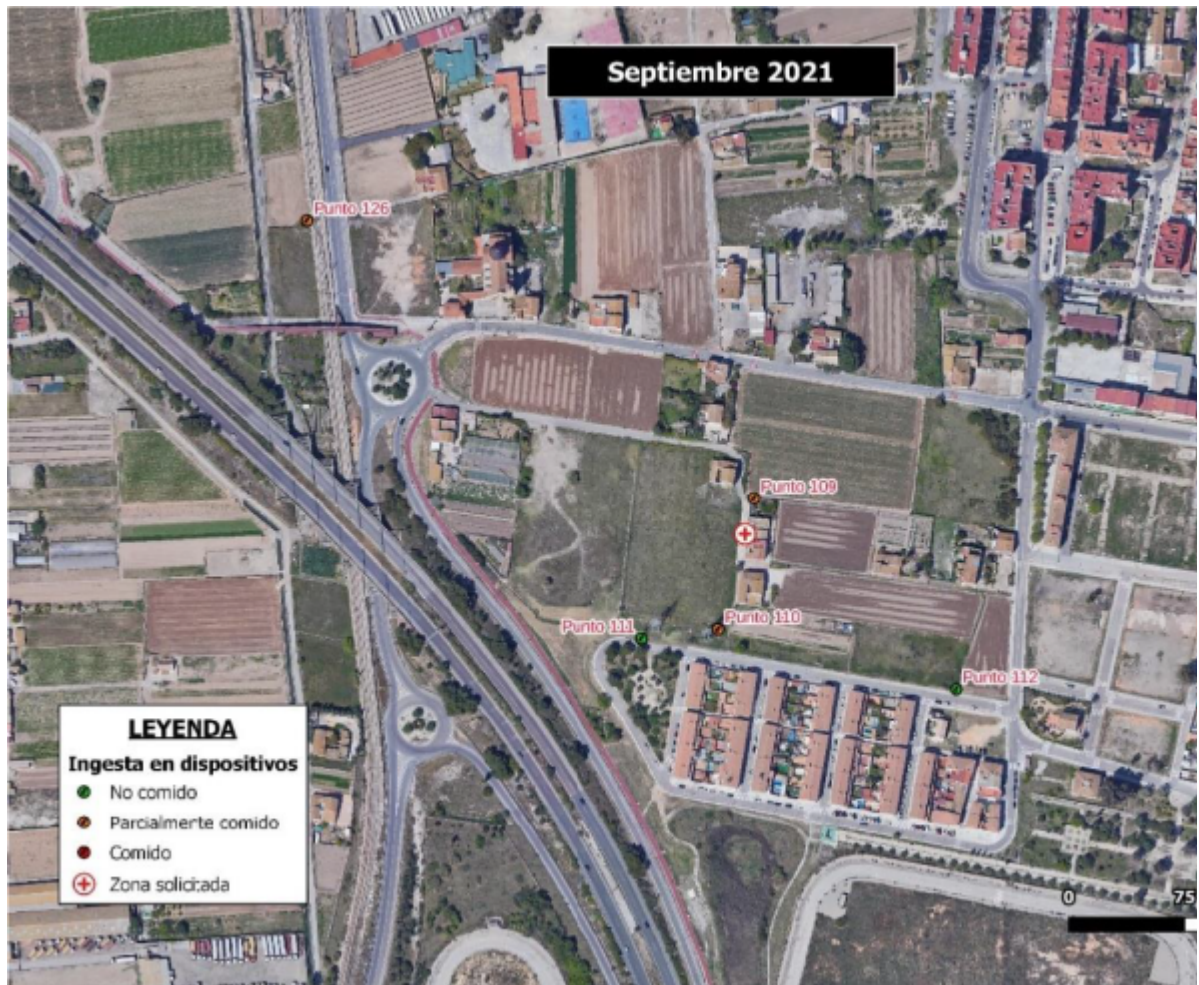 Septiembre 2021
Punto 126
Punto 109
Punto 110
Punto 111
Punto 112
LEYENDA
Ingesta en dispositivos
No comido
Parcialmente comido
Comido
Zona solicitada
0 75